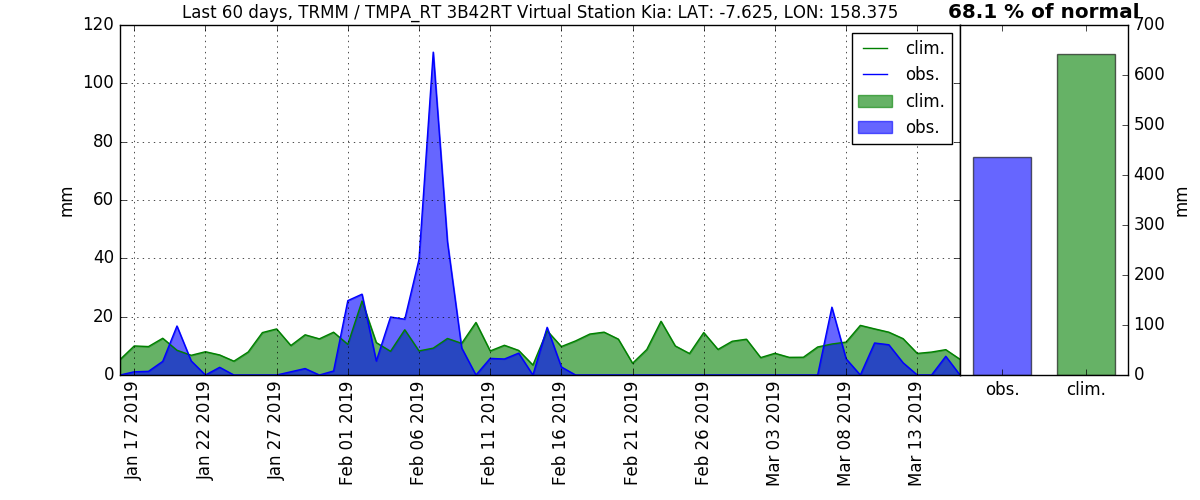 Last 60 days, TRMM / TMPA_RT 3B42RT Virtual Station Kia: LAT: -7.625, LON: 158.375
68.1 % of normal
120
100
80
60
40
20
0
mm
clim.
obs.
clim.
obs.
700
600
500
400
300
200
100
0
mm
obs.
clim.
Jan 17 2019
Jan 22 2019
Jan 27 2019
Feb 01 2019
Feb 06 2019
Feb 11 2019
Feb 16 2019
Feb 21 2019
Feb 26 2019
Mar 03 2019
Mar 08 2019
Mar 13 2019